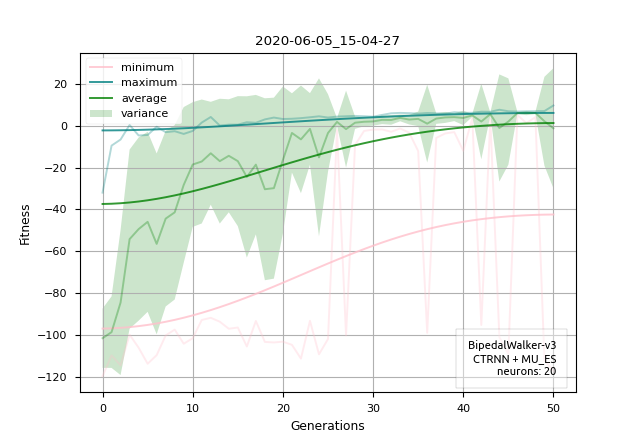 2020-06-05_15-04-27
minimum
maximum
average
variance
Fitness
20
0
−20
−40
−60
−80
−100
−120
BipedalWalker-v3
CTRNN + MU_ES
neurons: 20
0 10 20 30 40 50
Generations